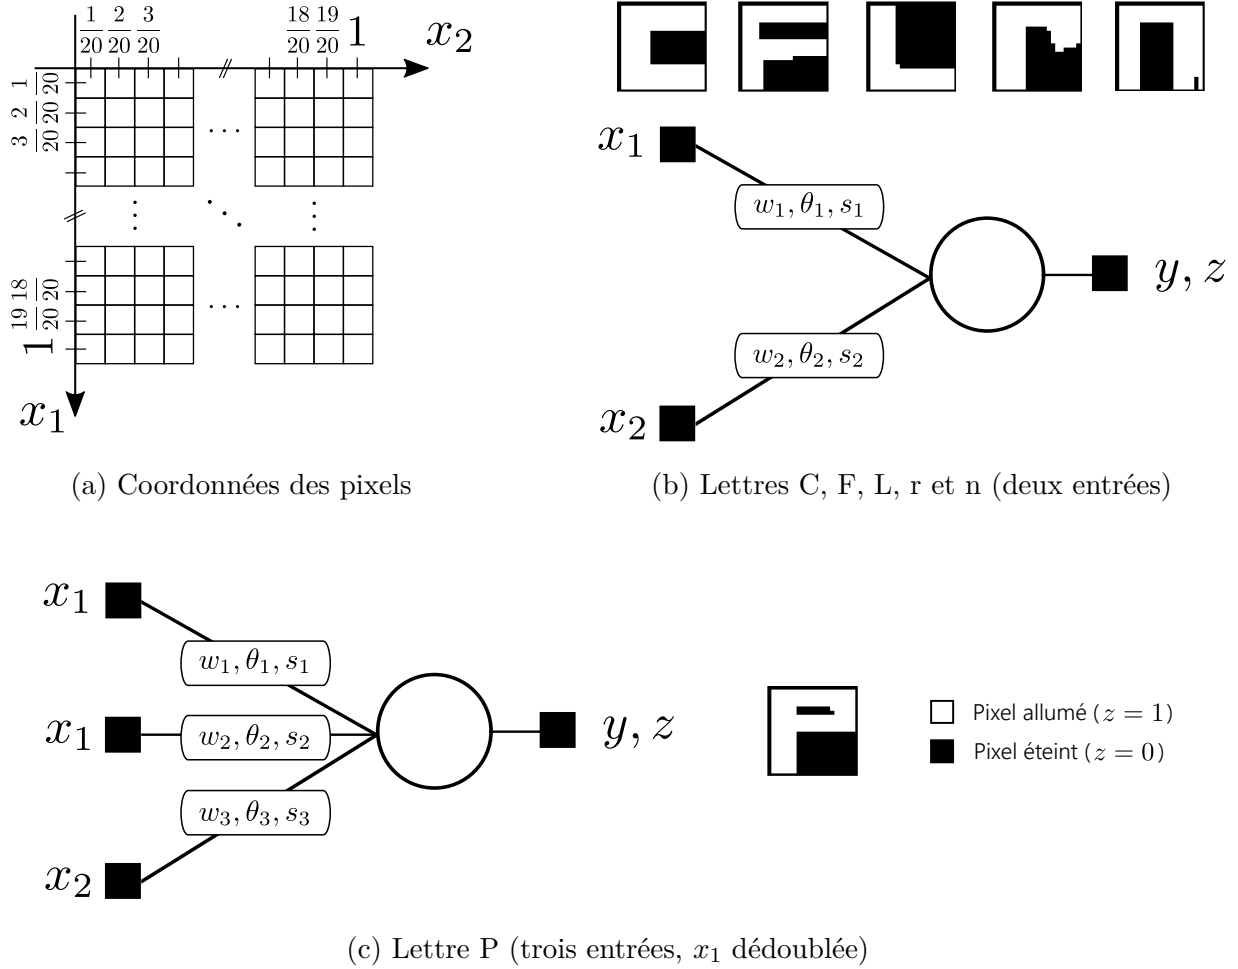 1/20 2/20 3/20 18/20 19/20 1 x₂
1/20
2/20
3/20
...
...
18/20
19/20
1
x₁
(a) Coordonnées des pixels
x₁
w₁, θ₁, s₁
y, z
w₂, θ₂, s₂
x₂
(b) Lettres C, F, L, r et n (deux entrées)
x₁
w₁, θ₁, s₁
x₁
w₂, θ₂, s₂
y, z
w₃, θ₃, s₃
x₂
Pixel allumé (z = 1)
Pixel éteint (z = 0)
(c) Lettre P (trois entrées, x₁ dédoublée)